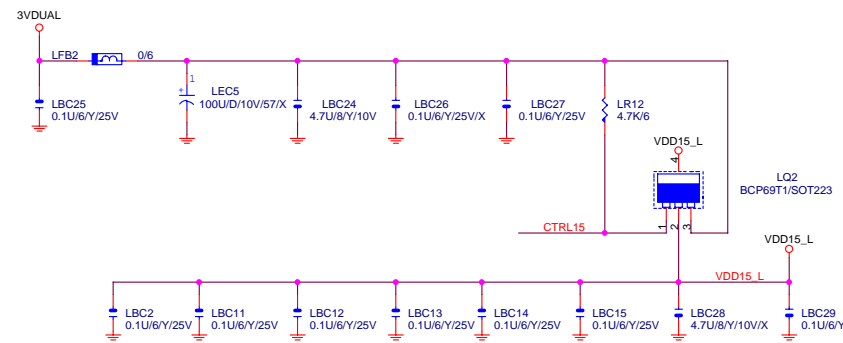 3VDUAL
LFB2 0/6
LBC25
0.1U/6/Y/25V
+ 1
LEC5
100U/D/10V/57/X
LBC24
4.7U/8/Y/10V
LBC26
0.1U/6/Y/25V/X
LBC27
0.1U/6/Y/25V
LR12
4.7K/6
VDD15_L
4
LQ2
BCP69T1/SOT223
CTRL15
1 2 3
VDD15_L
VDD15_L
LBC2
0.1U/6/Y/25V
LBC11
0.1U/6/Y/25V
LBC12
0.1U/6/Y/25V
LBC13
0.1U/6/Y/25V
LBC14
0.1U/6/Y/25V
LBC15
0.1U/6/Y/25V
LBC28
4.7U/8/Y/10V/X
LBC29
0.1U/6/Y